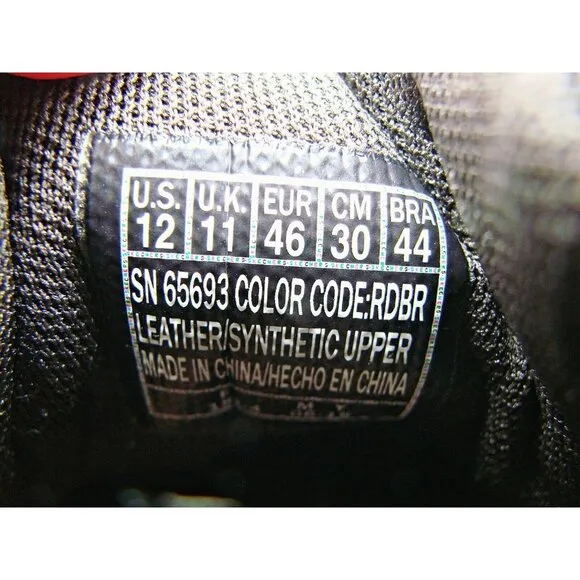 U.S. U.K. EUR CM BRA
12 11 46 30 44
SN 65693 COLOR CODE:RDBR
LEATHER/SYNTHETIC UPPER
MADE IN CHINA/HECHO EN CHINA